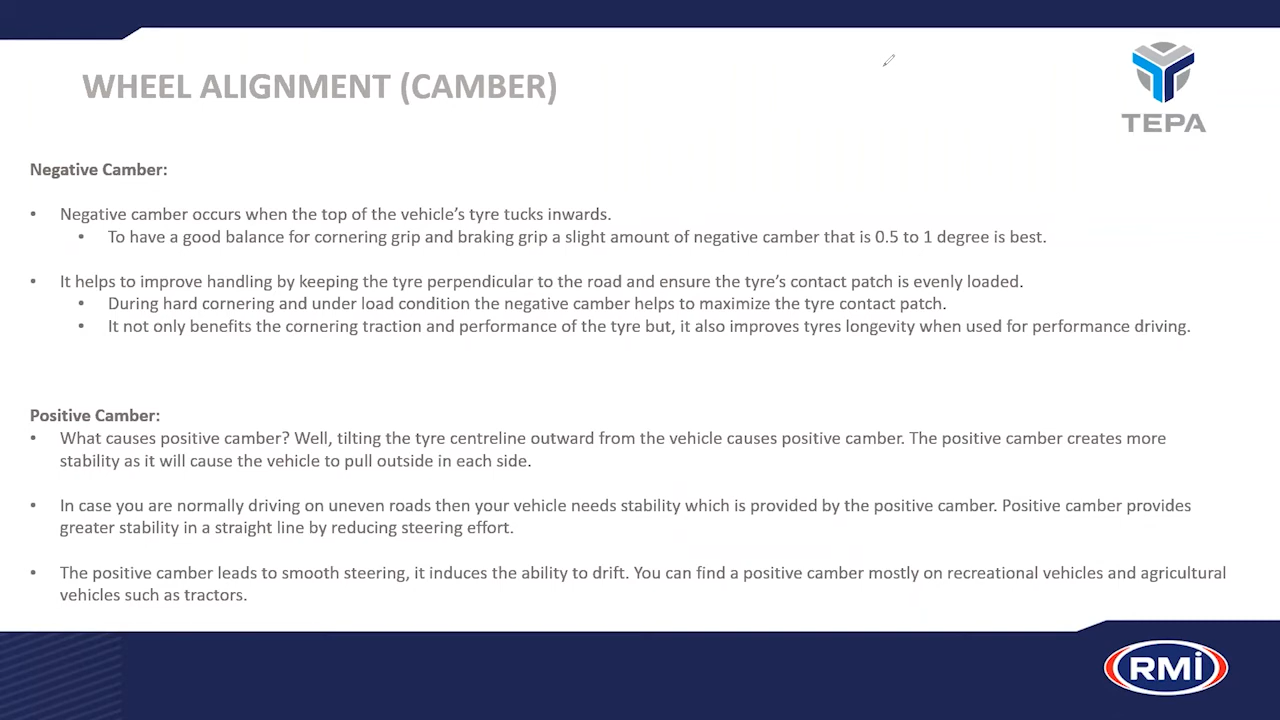 WHEEL ALIGNMENT (CAMBER)
TEPA
Negative Camber:
• Negative camber occurs when the top of the vehicle's tyre tucks inwards.
• To have a good balance for cornering grip and braking grip a slight amount of negative camber that is 0.5 to 1 degree is best.
• It helps to improve handling by keeping the tyre perpendicular to the road and ensure the tyre's contact patch is evenly loaded.
• During hard cornering and under load condition the negative camber helps to maximize the tyre contact patch.
• It not only benefits the cornering traction and performance of the tyre but, it also improves tyres longevity when used for performance driving.
Positive Camber:
• What causes positive camber? Well, tilting the tyre centreline outward from the vehicle causes positive camber. The positive camber creates more
stability as it will cause the vehicle to pull outside in each side.
• In case you are normally driving on uneven roads then your vehicle needs stability which is provided by the positive camber. Positive camber provides
greater stability in a straight line by reducing steering effort.
• The positive camber leads to smooth steering, it induces the ability to drift. You can find a positive camber mostly on recreational vehicles and agricultural
vehicles such as tractors.
RMI